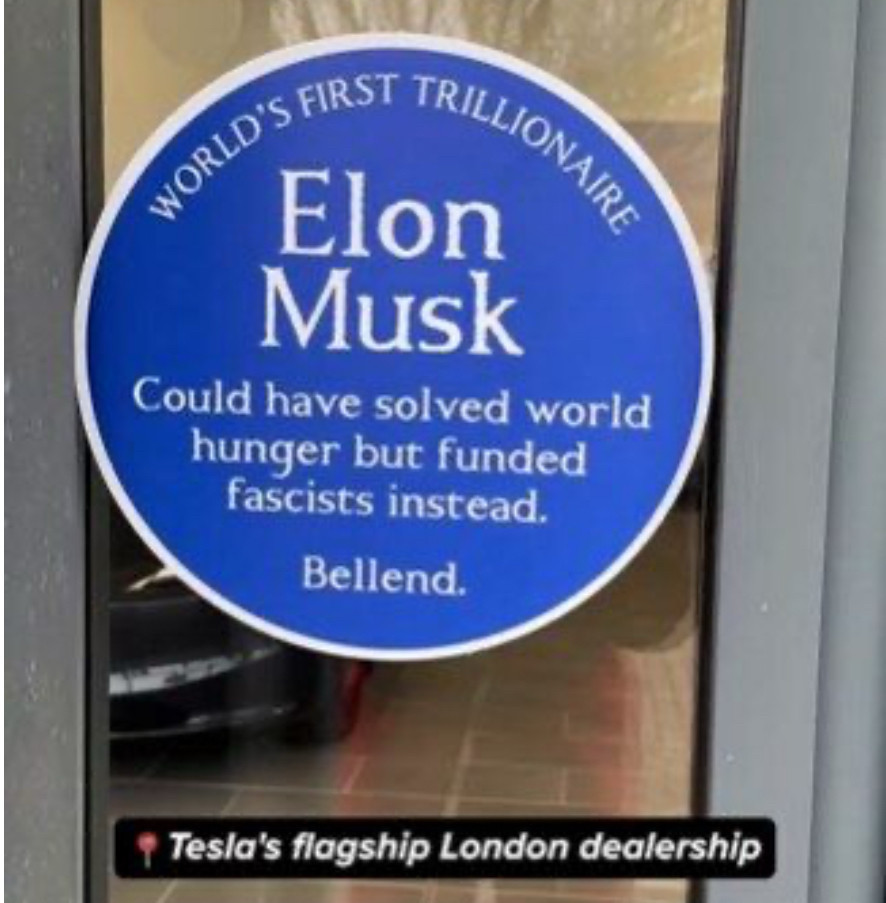 WORLD'S FIRST TRILLIONAIRE
Elon
Musk
Could have solved world
hunger but funded
fascists instead.
Bellend.
Tesla's flagship London dealership